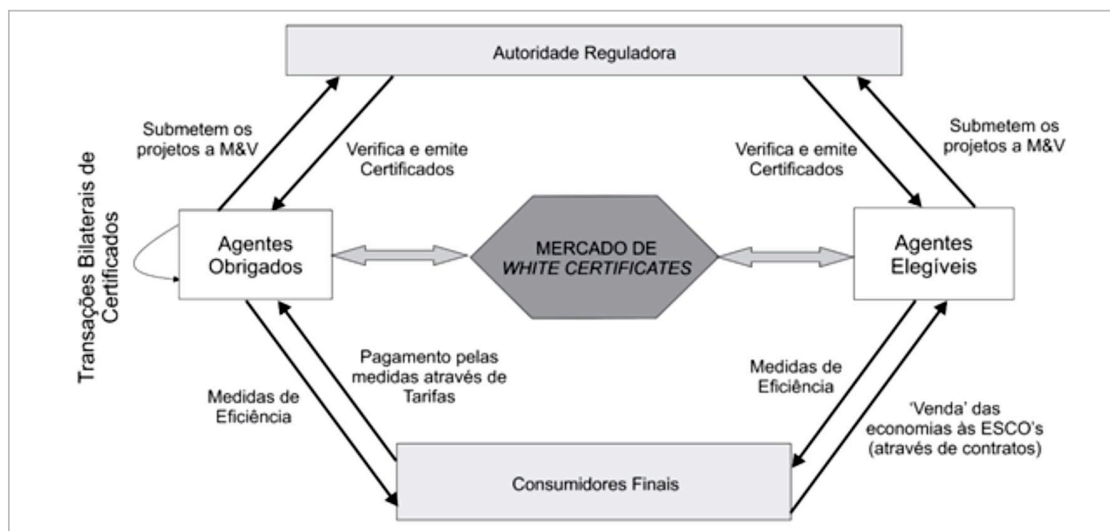 Autoridade Reguladora
Submetem os
projetos a M&V
Verifica e emite
Certificados
Verifica e emite
Certificados
Submetem os
projetos a M&V
Transações Bilaterais de
Certificados
Agentes
Obrigados
MERCADO DE
WHITE CERTIFICATES
Agentes
Elegíveis
Medidas de
Eficiência
Pagamento pelas
medidas através de
Tarifas
Medidas de
Eficiência
‘Venda’ das
economias às ESCO’s
(através de contratos)
Consumidores Finais